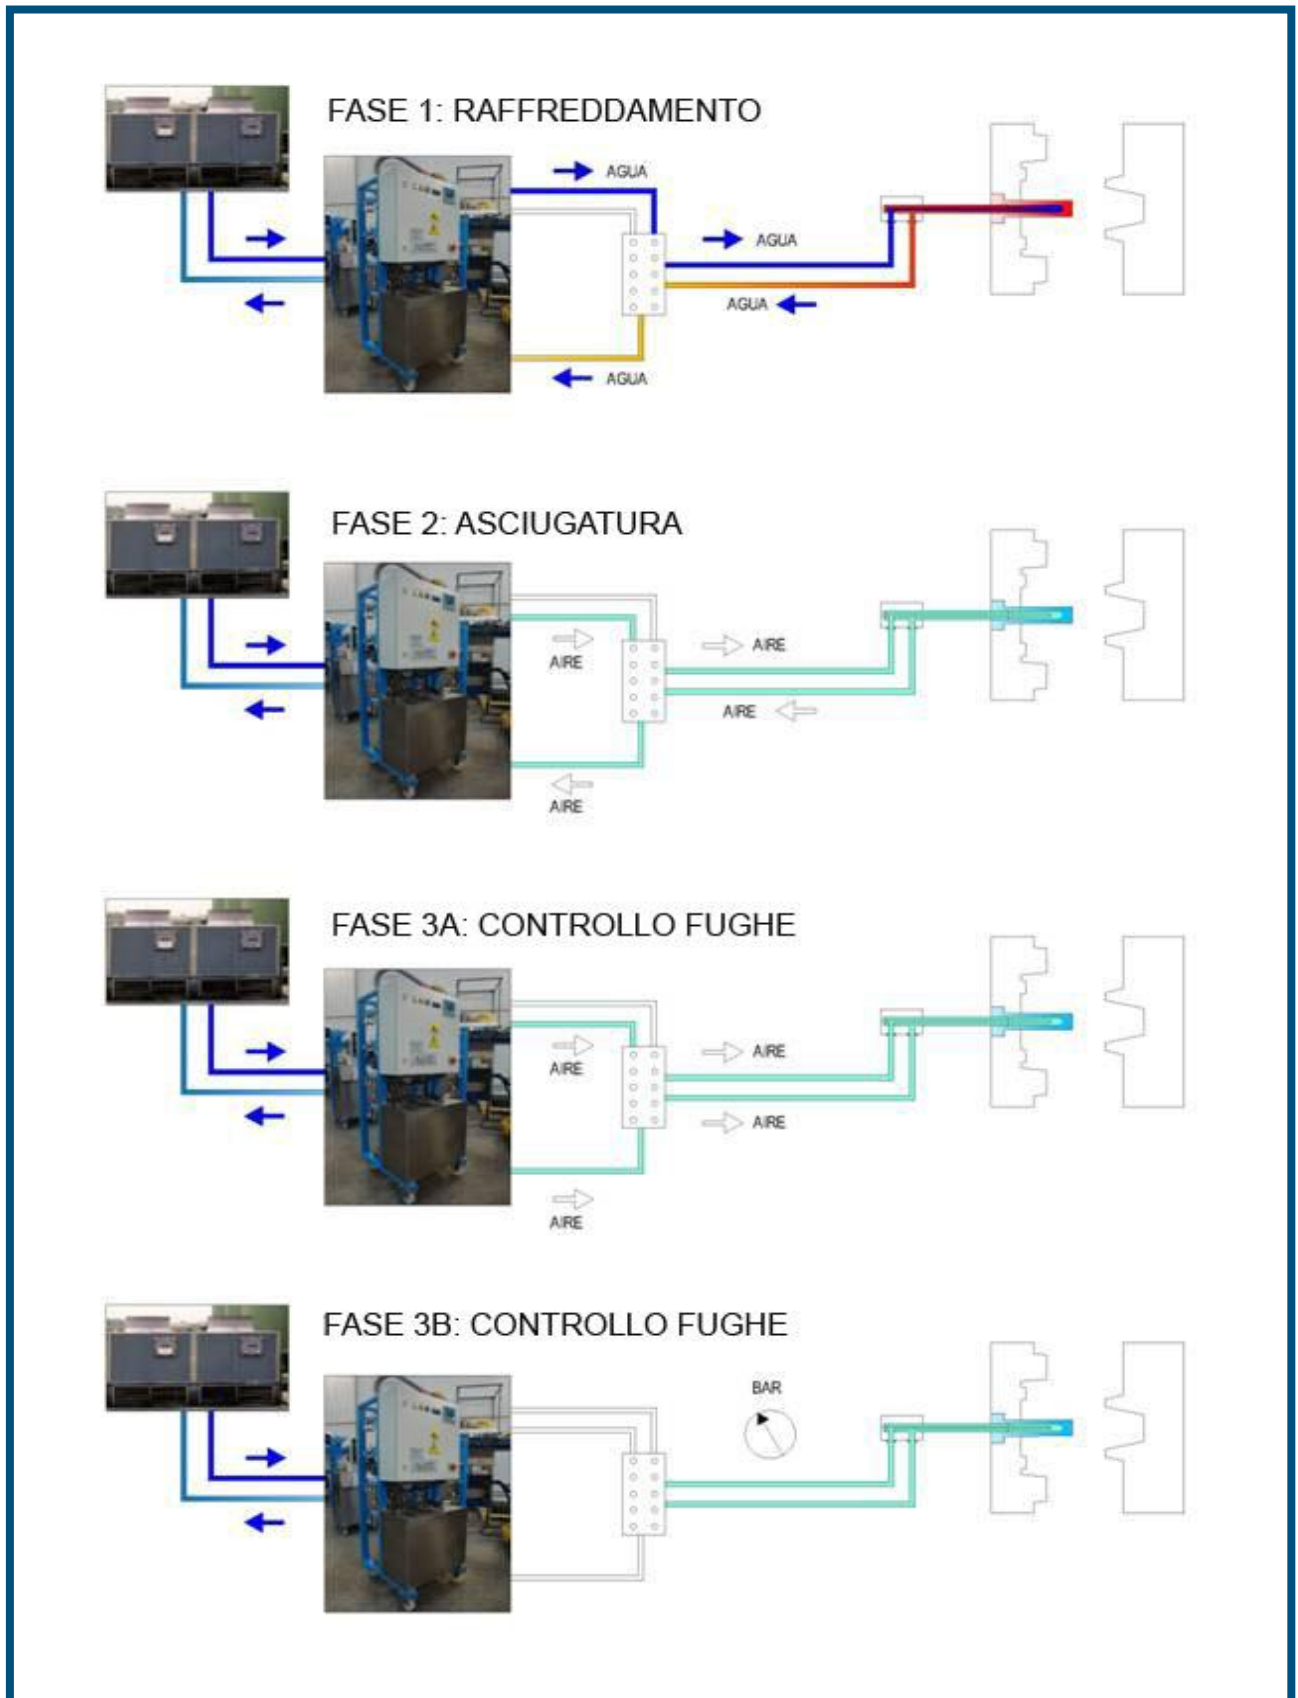 FASE 1: RAFFREDDAMENTO
AGUA
AGUA
AGUA
AGUA
FASE 2: ASCIUGATURA
AIRE
AIRE
AIRE
AIRE
FASE 3A: CONTROLLO FUGHE
AIRE
AIRE
AIRE
AIRE
FASE 3B: CONTROLLO FUGHE
BAR